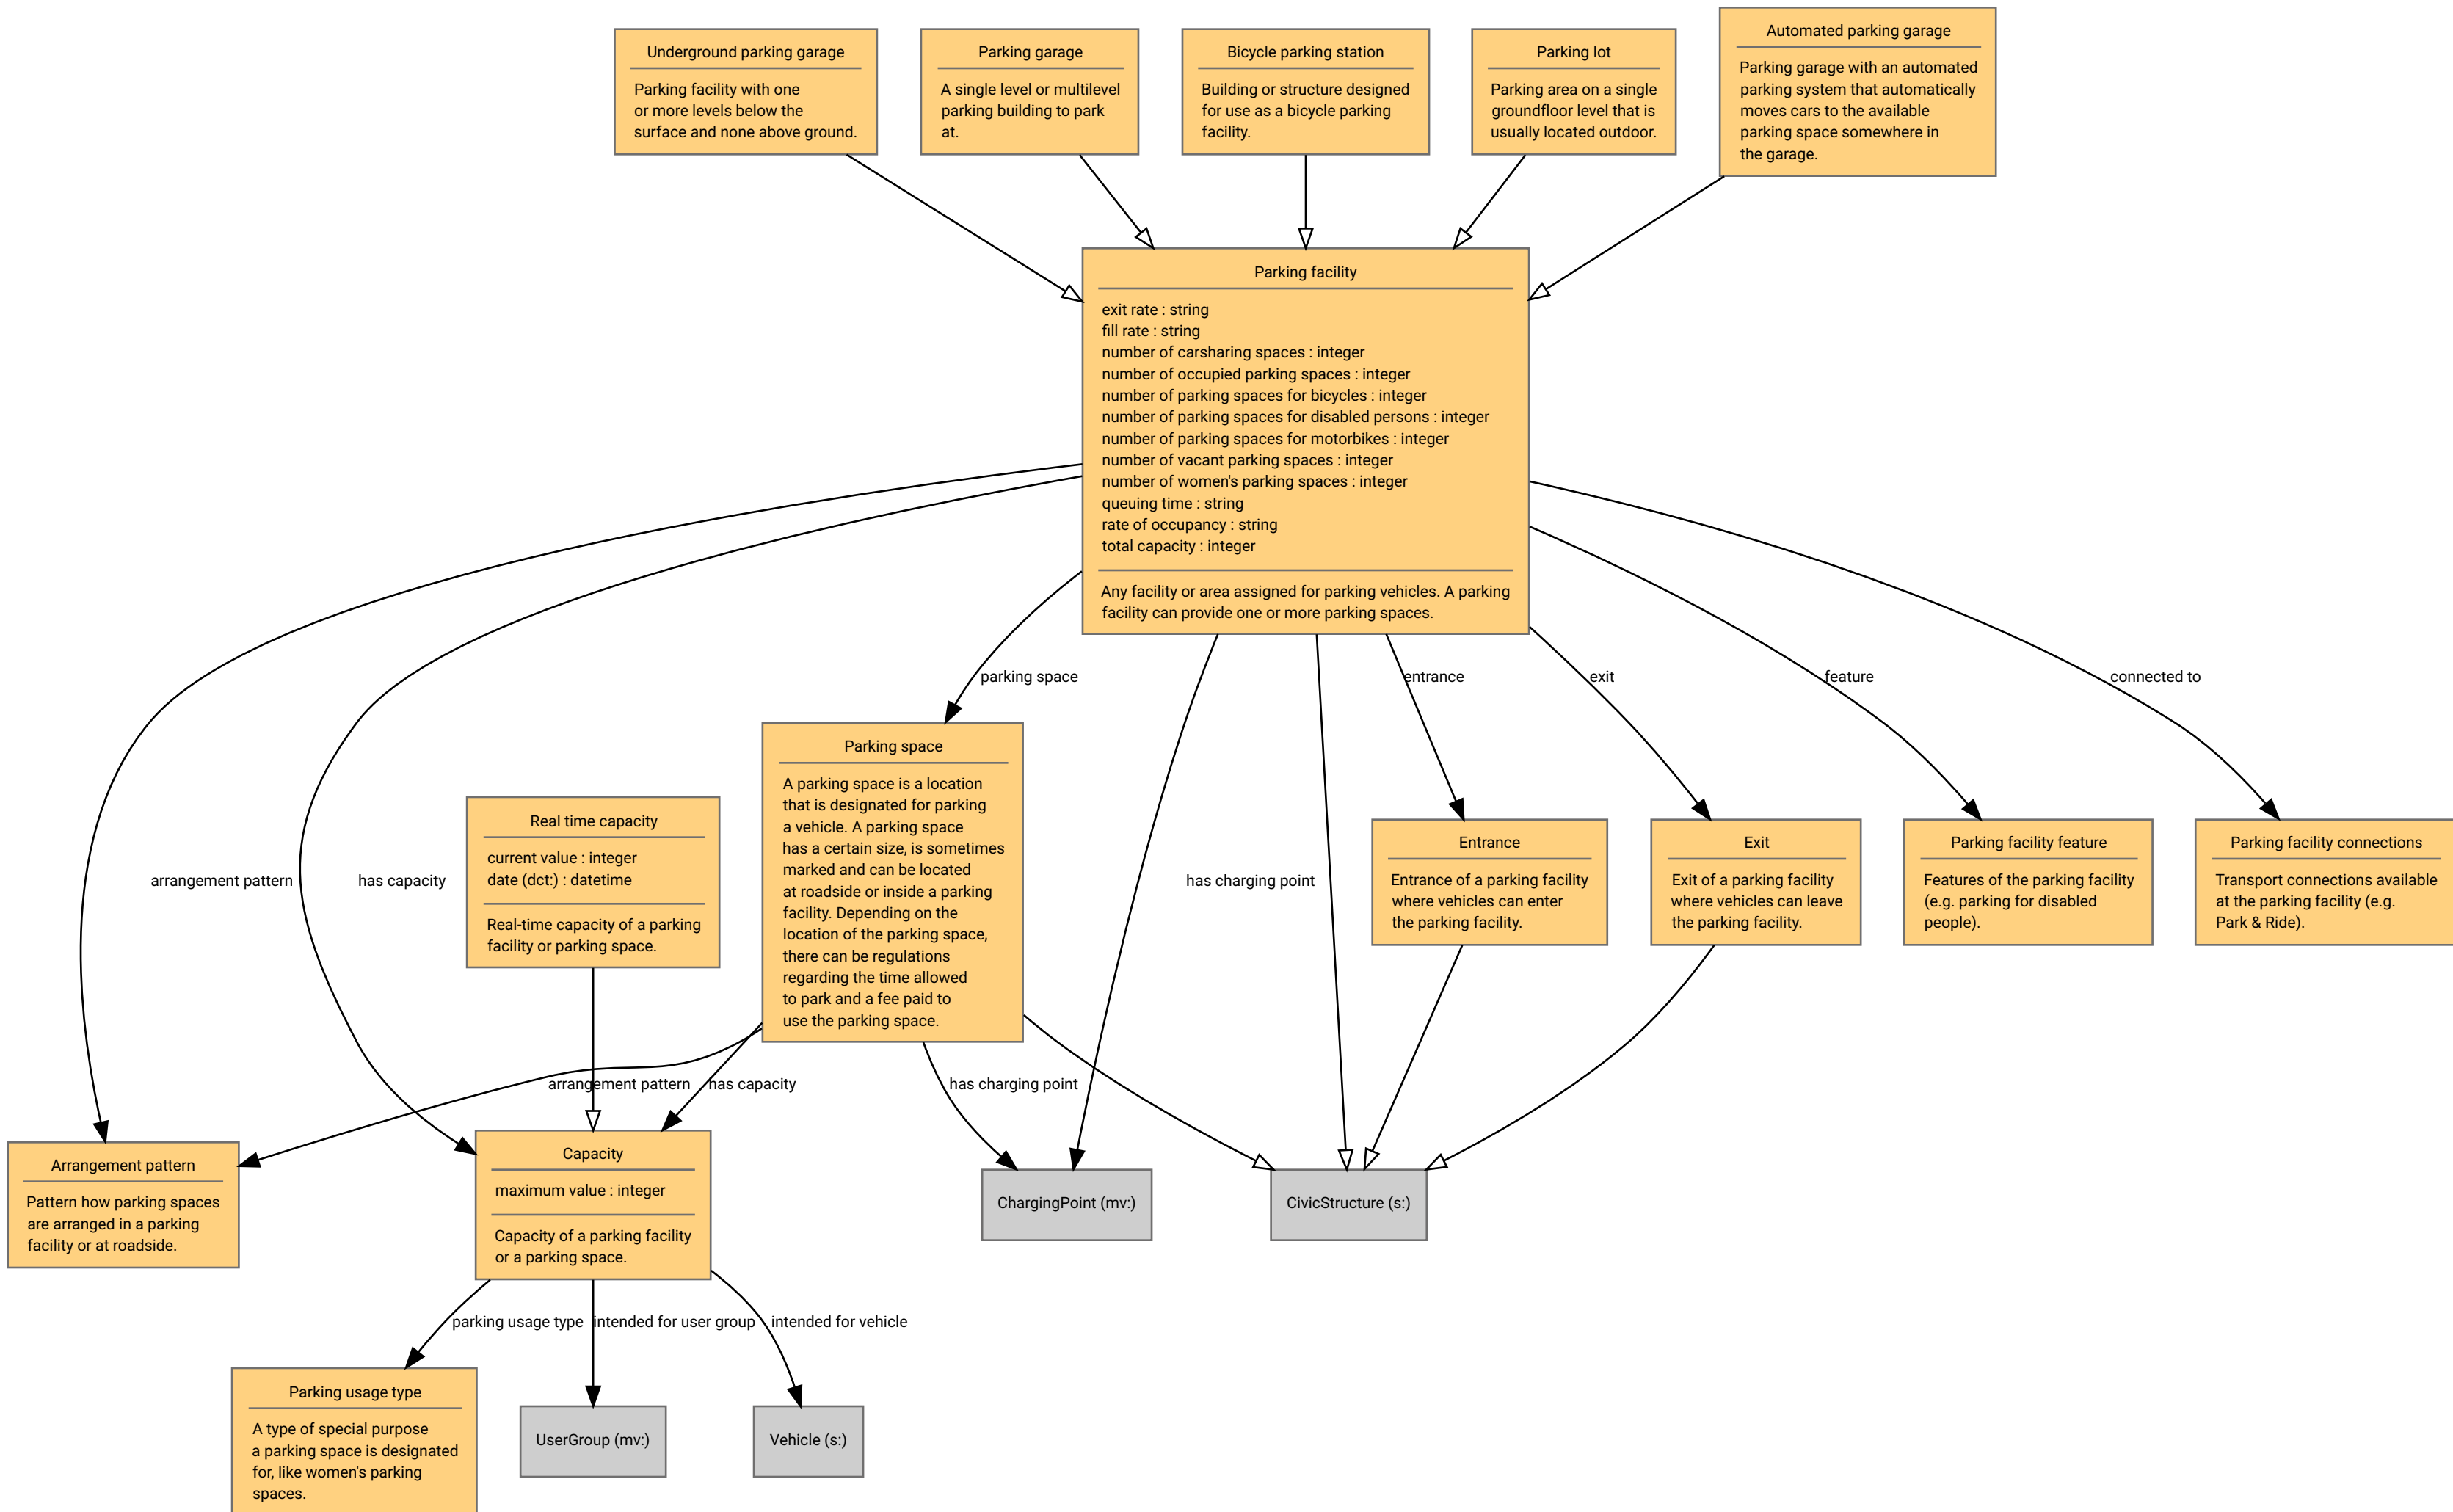 Underground parking garage
Parking facility with one
or more levels below the
surface and none above ground.
Parking garage
A single level or multilevel
parking building to park
at.
Bicycle parking station
Building or structure designed
for use as a bicycle parking
facility.
Parking lot
Parking area on a single
groundfloor level that is
usually located outdoor.
Automated parking garage
Parking garage with an automated
parking system that automatically
moves cars to the available
parking space somewhere in
the garage.
Parking facility
exit rate : string
fill rate : string
number of carsharing spaces : integer
number of occupied parking spaces : integer
number of parking spaces for bicycles : integer
number of parking spaces for disabled persons : integer
number of parking spaces for motorbikes : integer
number of vacant parking spaces : integer
number of women's parking spaces : integer
queuing time : string
rate of occupancy : string
total capacity : integer
Any facility or area assigned for parking vehicles. A parking
facility can provide one or more parking spaces.
parking space
entrance
exit
feature
connected to
arrangement pattern
has capacity
Real time capacity
current value : integer
date (dct:) : datetime
Real-time capacity of a parking
facility or parking space.
Parking space
A parking space is a location
that is designated for parking
a vehicle. A parking space
has a certain size, is sometimes
marked and can be located
at roadside or inside a parking
facility. Depending on the
location of the parking space,
there can be regulations
regarding the time allowed
to park and a fee paid to
use the parking space.
has charging point
Entrance
Entrance of a parking facility
where vehicles can enter
the parking facility.
Exit
Exit of a parking facility
where vehicles can leave
the parking facility.
Parking facility feature
Features of the parking facility
(e.g. parking for disabled
people).
Parking facility connections
Transport connections available
at the parking facility (e.g.
Park & Ride).
arrangement pattern
has capacity
has charging point
Arrangement pattern
Pattern how parking spaces
are arranged in a parking
facility or at roadside.
Capacity
maximum value : integer
Capacity of a parking facility
or a parking space.
ChargingPoint (mv:)
CivicStructure (s:)
parking usage type
intended for user group
intended for vehicle
Parking usage type
A type of special purpose
a parking space is designated
for, like women's parking
spaces.
UserGroup (mv:)
Vehicle (s:)